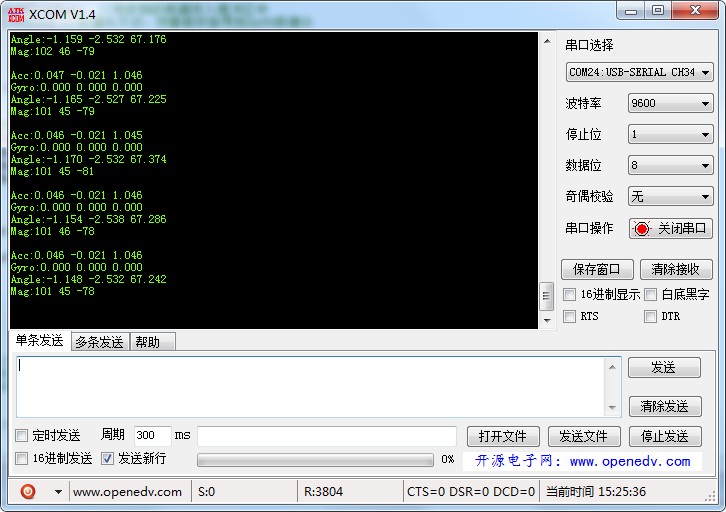 ATK
XCOM XCOM V1.4
Angle:-1.159 -2.532 67.176
Mag:102 46 -79
Acc:0.047 -0.021 1.046
Gyro:0.000 0.000 0.000
Angle:-1.165 -2.527 67.225
Mag:101 45 -79
Acc:0.046 -0.021 1.045
Gyro:0.000 0.000 0.000
Angle:-1.170 -2.532 67.374
Mag:101 45 -81
Acc:0.046 -0.021 1.046
Gyro:0.000 0.000 0.000
Angle:-1.154 -2.538 67.286
Mag:101 46 -78
Acc:0.046 -0.021 1.046
Gyro:0.000 0.000 0.000
Angle:-1.148 -2.532 67.242
Mag:101 45 -78
串口选择
COM24:USB-SERIAL CH34
波特率 9600
停止位 1
数据位 8
奇偶校验 无
串口操作 关闭串口
保存窗口 清除接收
16进制显示 白底黑字
RTS DTR
单条发送 多条发送 帮助
发送
清除发送
定时发送 周期 300 ms 打开文件 发送文件 停止发送
16进制发送 发送新行 0% 开源电子网: www.openedv.com
www.openedv.com S:0 R:3804 CTS=0 DSR=0 DCD=0 当前时间 15:25:36